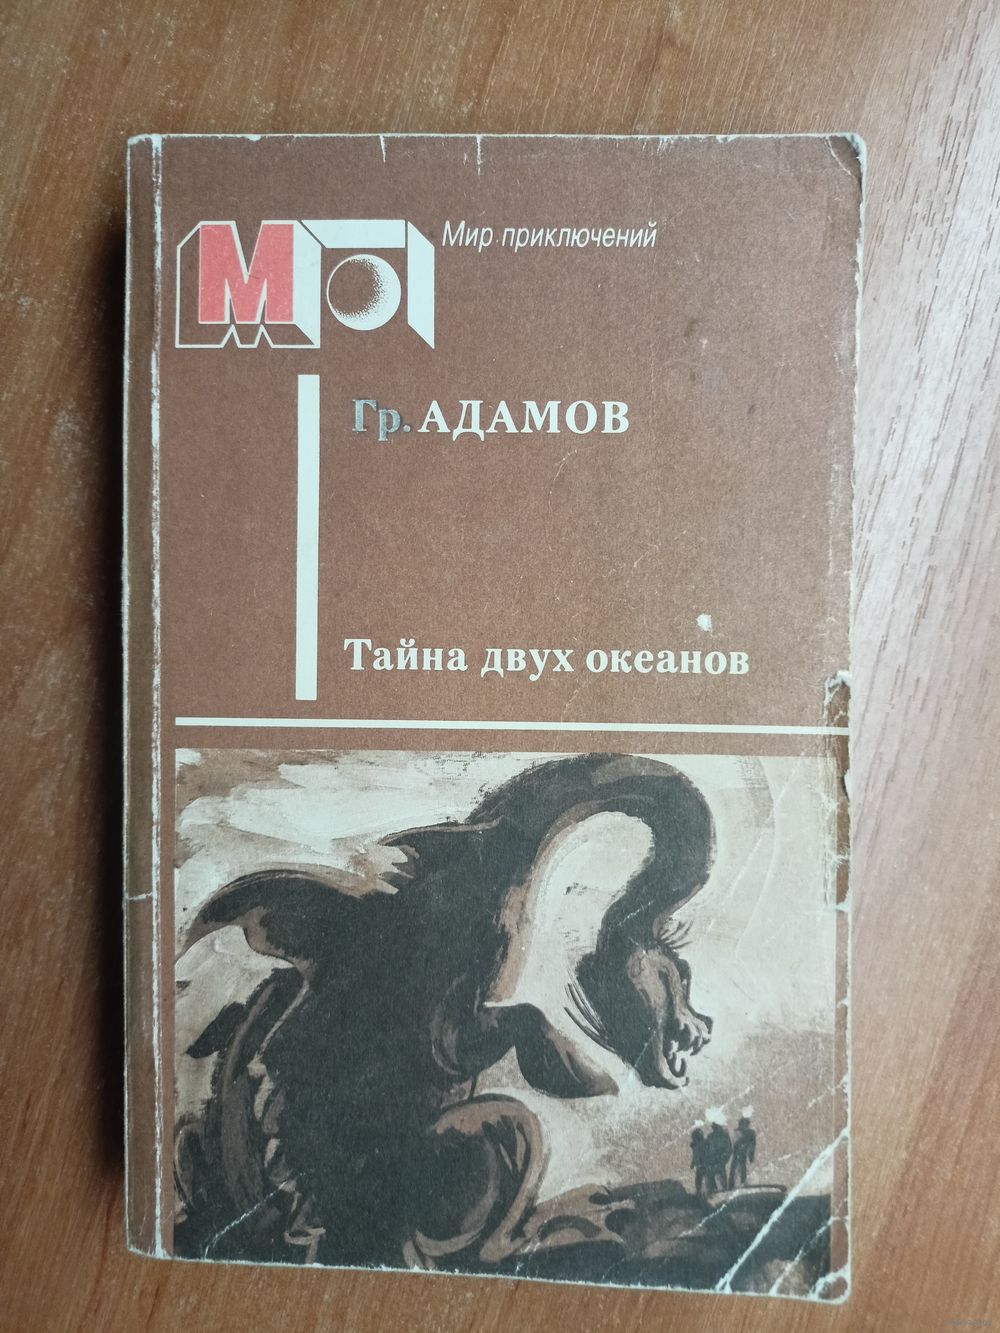 М
Мир приключений
Гр. АДАМОВ
Тайна двух океанов